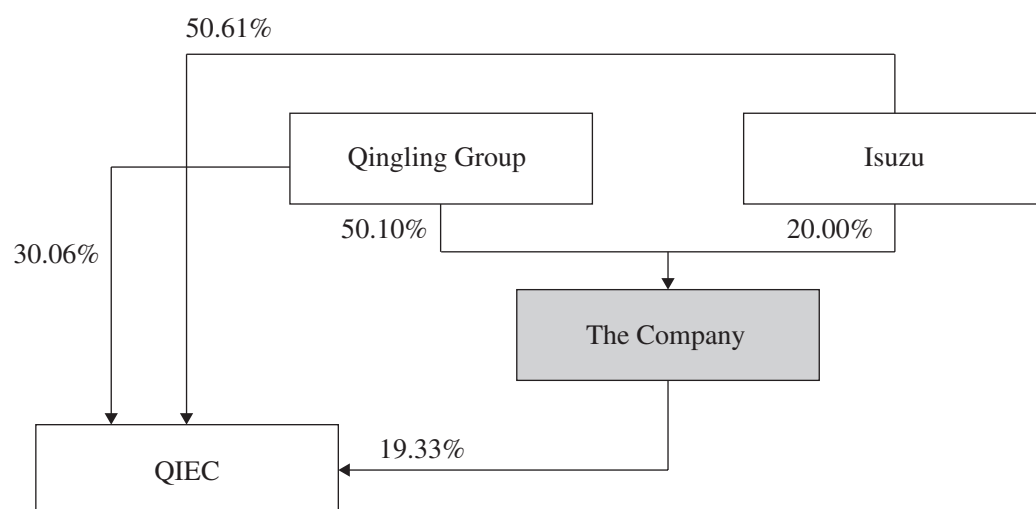 50.61%
Qingling Group
Isuzu
50.10%
20.00%
30.06%
The Company
19.33%
QIEC